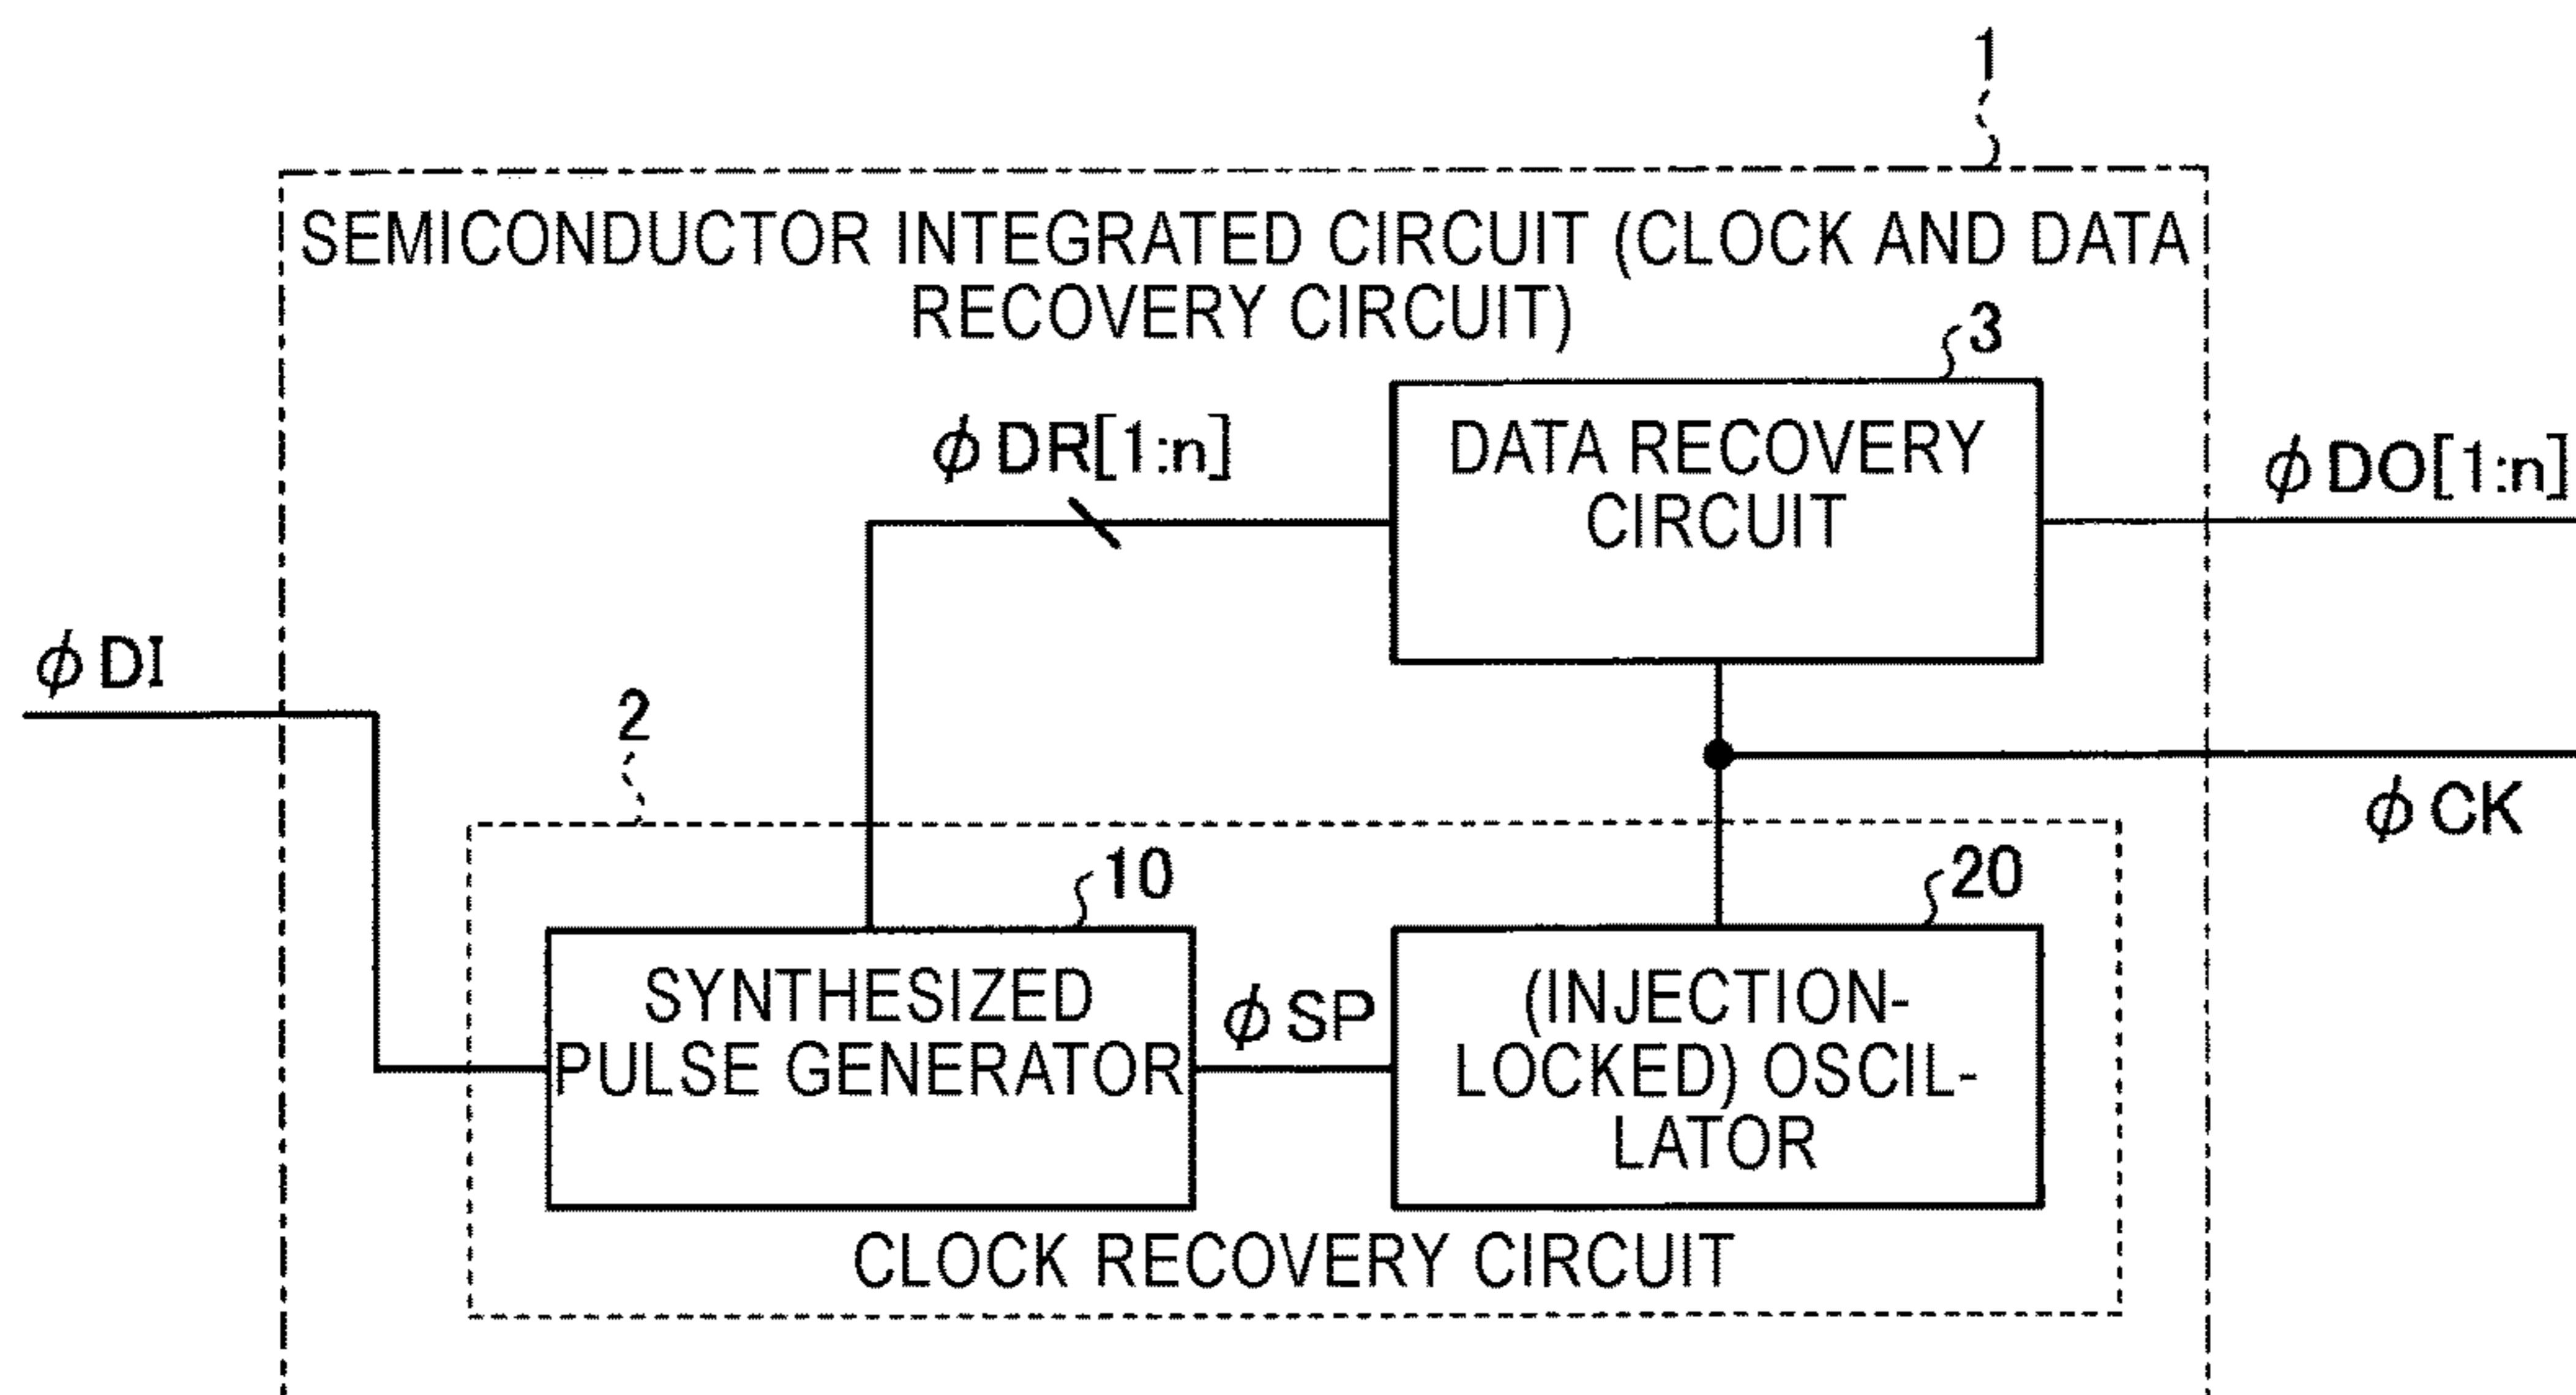 1
SEMICONDUCTOR INTEGRATED CIRCUIT (CLOCK AND DATA
RECOVERY CIRCUIT)
3
ϕDR[1:n]
DATA RECOVERY
CIRCUIT
ϕDO[1:n]
ϕDI
2
ϕCK
10
20
SYNTHESIZED
PULSE GENERATOR
ϕSP
(INJECTION-
LOCKED) OSCIL-
LATOR
CLOCK RECOVERY CIRCUIT